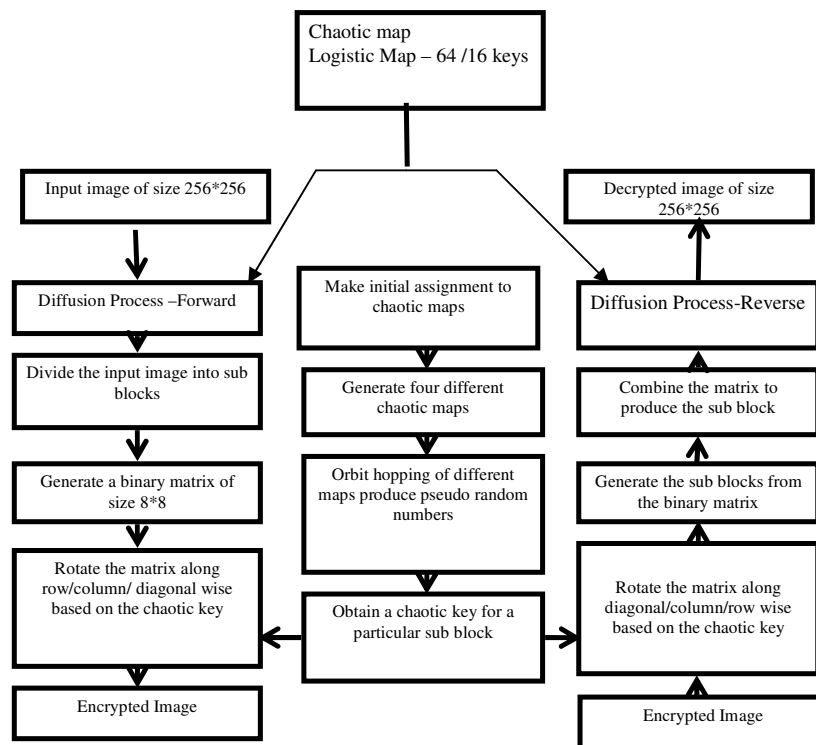 Chaotic map
Logistic Map – 64 /16 keys
Input image of size 256*256
Decrypted image of size
256*256
Diffusion Process –Forward
Make initial assignment to
chaotic maps
Diffusion Process-Reverse
Divide the input image into sub
blocks
Generate four different
chaotic maps
Combine the matrix to
produce the sub block
Generate a binary matrix of
size 8*8
Orbit hopping of different
maps produce pseudo random
numbers
Generate the sub blocks from
the binary matrix
Rotate the matrix along
row/column/ diagonal wise
based on the chaotic key
Obtain a chaotic key for a
particular sub block
Rotate the matrix along
diagonal/column/row wise
based on the chaotic key
Encrypted Image
Encrypted Image